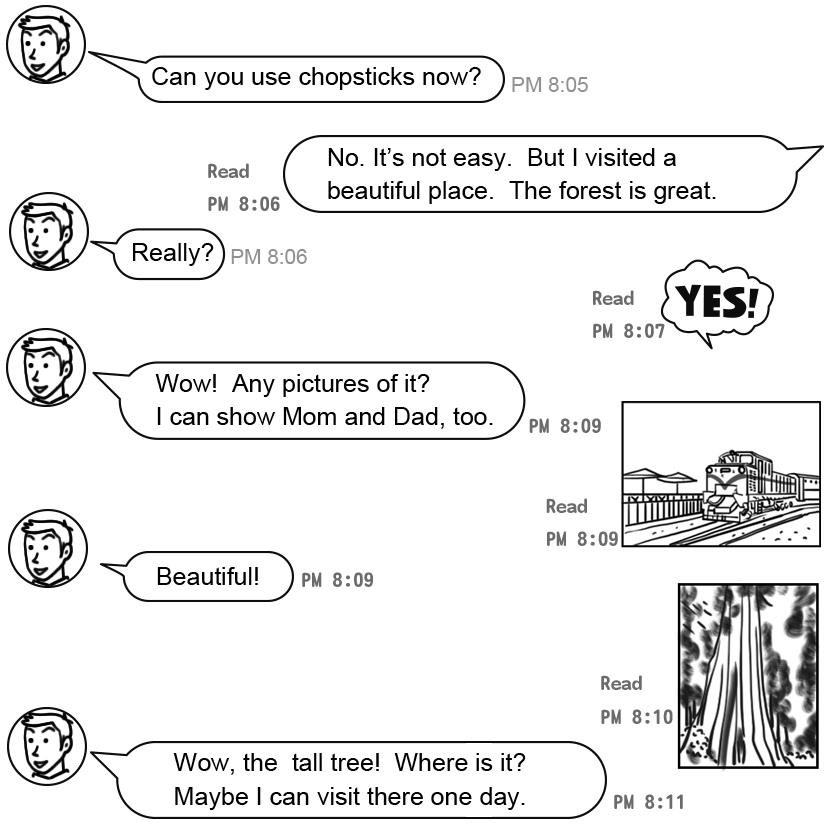 Can you use chopsticks now?
PM 8:05
No. It's not easy.  But I visited a
beautiful place.  The forest is great.
Read
PM 8:06
Really?
PM 8:06
YES!
Read
PM 8:07
Wow!  Any pictures of it?
I can show Mom and Dad, too.
PM 8:09
Read
PM 8:09
Beautiful!
PM 8:09
Read
PM 8:10
Wow, the  tall tree!  Where is it?
Maybe I can visit there one day.
PM 8:11